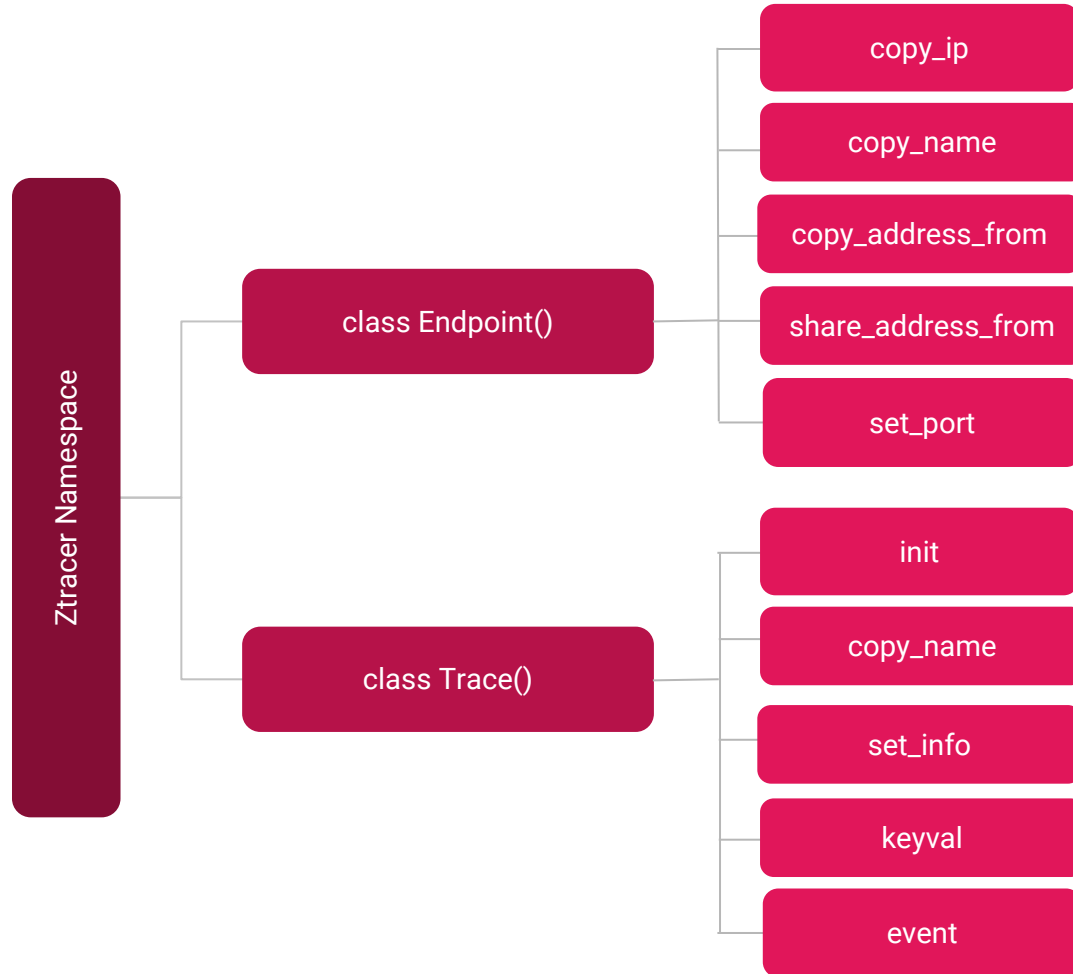 Ztracer Namespace
class Endpoint()
copy_ip
copy_name
copy_address_from
share_address_from
set_port
class Trace()
init
copy_name
set_info
keyval
event